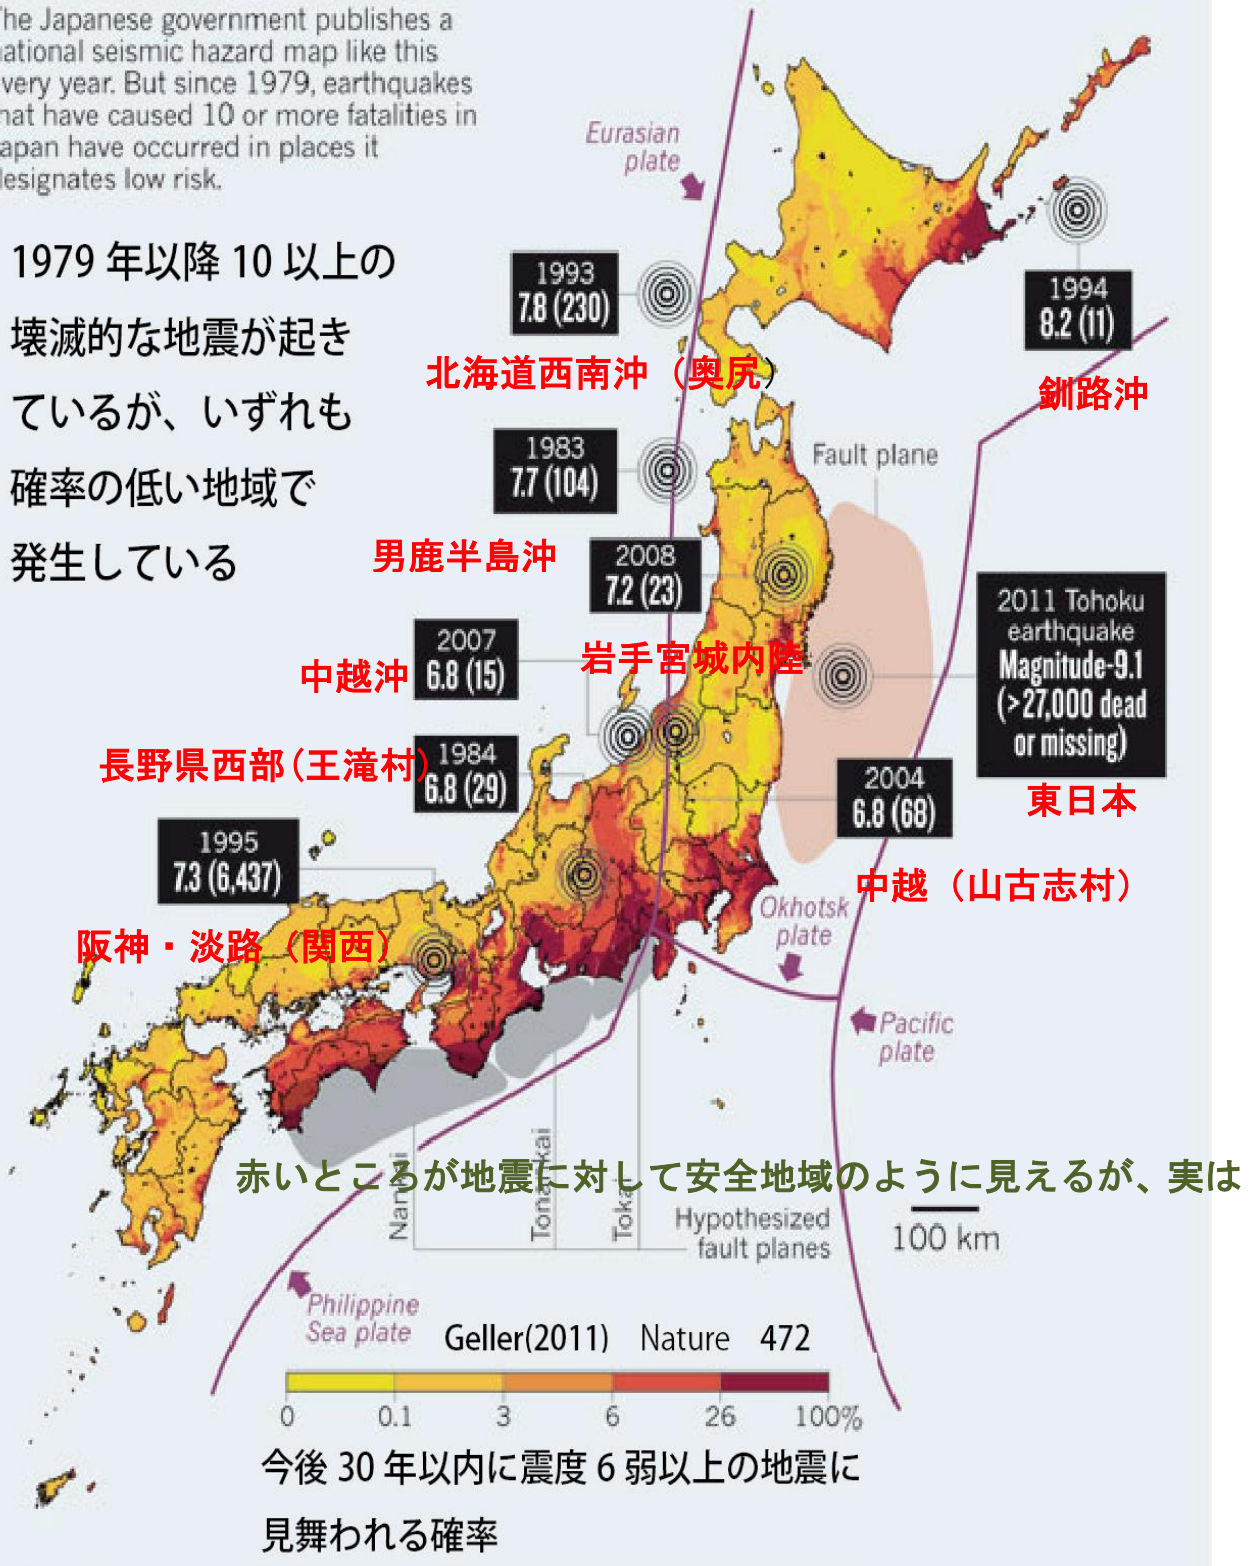 he Japanese government publishes a
ational seismic hazard map like this
very year. But since 1979, earthquakes
hat have caused 10 or more fatalities in
apan have occurred in places it
esignates low risk.
1979 年以降 10 以上の
壊滅的な地震が起き
ているが、いずれも
確率の低い地域で
発生している
Eurasian
plate
1993
7.8 (230)
北海道西南沖（奥尻）
1994
8.2 (11)
釧路沖
1983
7.7 (104)
男鹿半島沖
Fault plane
2008
7.2 (23)
岩手宮城内陸
2011 Tohoku
earthquake
Magnitude-9.1
(>27,000 dead
or missing)
東日本
2007
6.8 (15)
中越沖
長野県西部(王滝村)
1984
6.8 (29)
2004
6.8 (68)
中越（山古志村）
1995
7.3 (6,437)
阪神・淡路（関西）
Okhotsk
plate
Pacific
plate
赤いところが地震に対して安全地域のように見えるが、実は
Nankai
Tonankai
Tokai
Hypothesized
fault planes
100 km
Philippine
Sea plate
Geller(2011) Nature 472
0 0.1 3 6 26 100%
今後 30 年以内に震度 6 弱以上の地震に
見舞われる確率